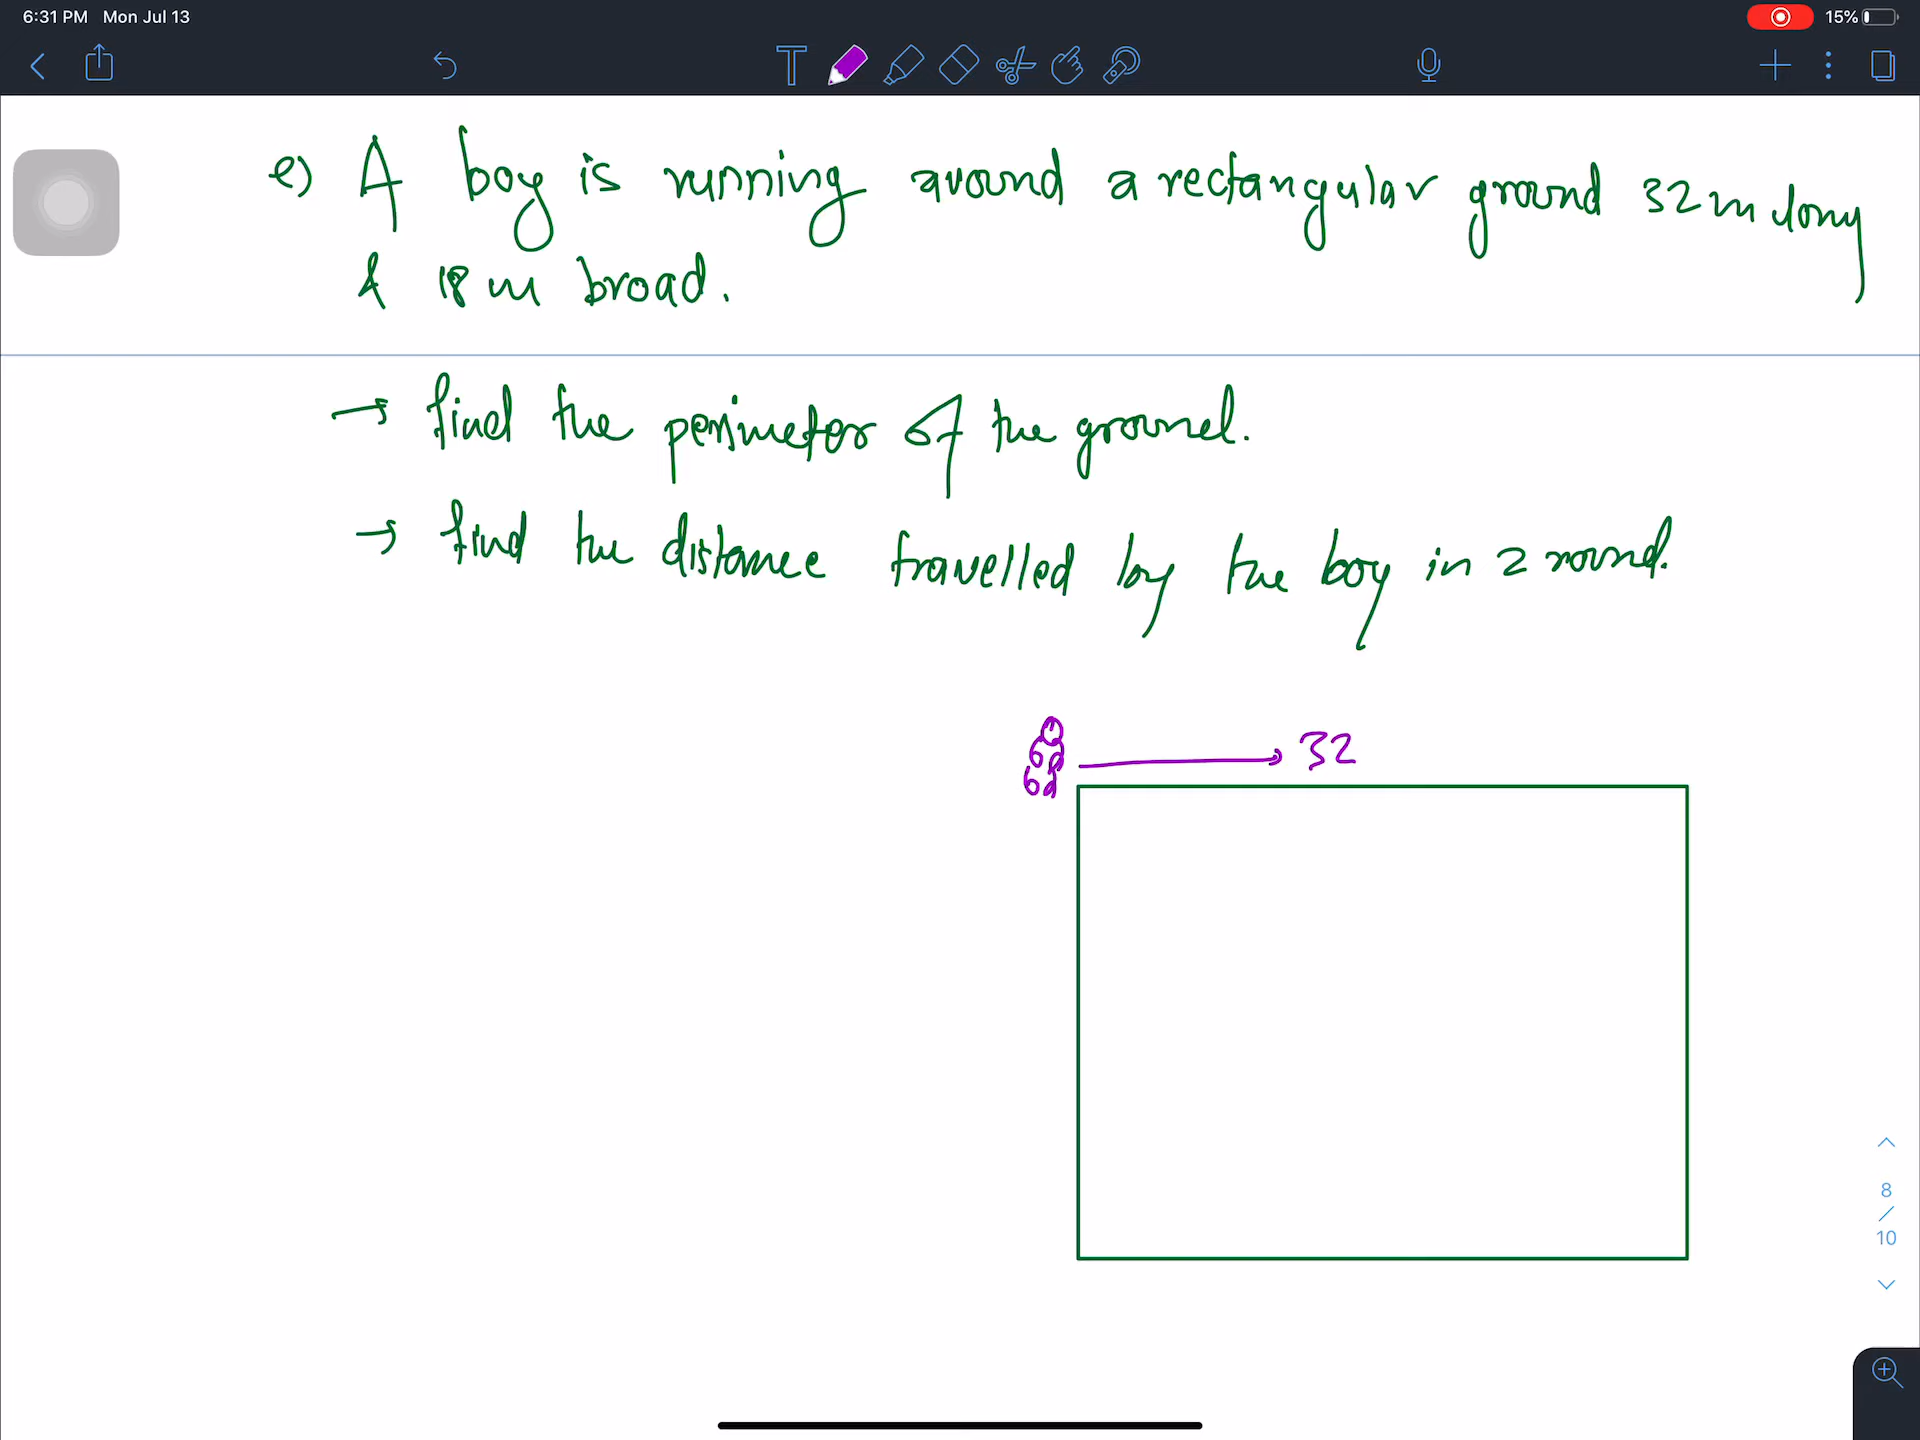 6:31 PM Mon Jul 13
15%
e) A boy is running around a rectangular ground 32m long
& 18 m broad.
→ find the perimeter of the ground.
→ find the distance travelled by the boy in 2 round.
32
8
/
10